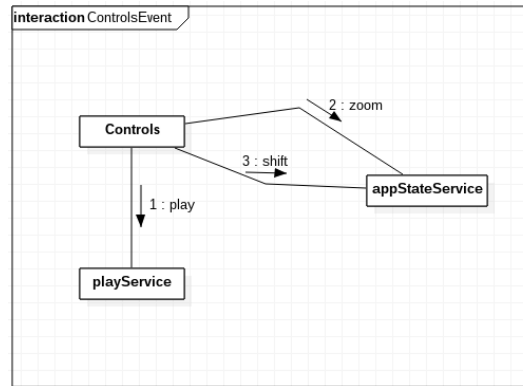 interaction ControlsEvent
2 : zoom
Controls
3 : shift
appStateService
1 : play
playService